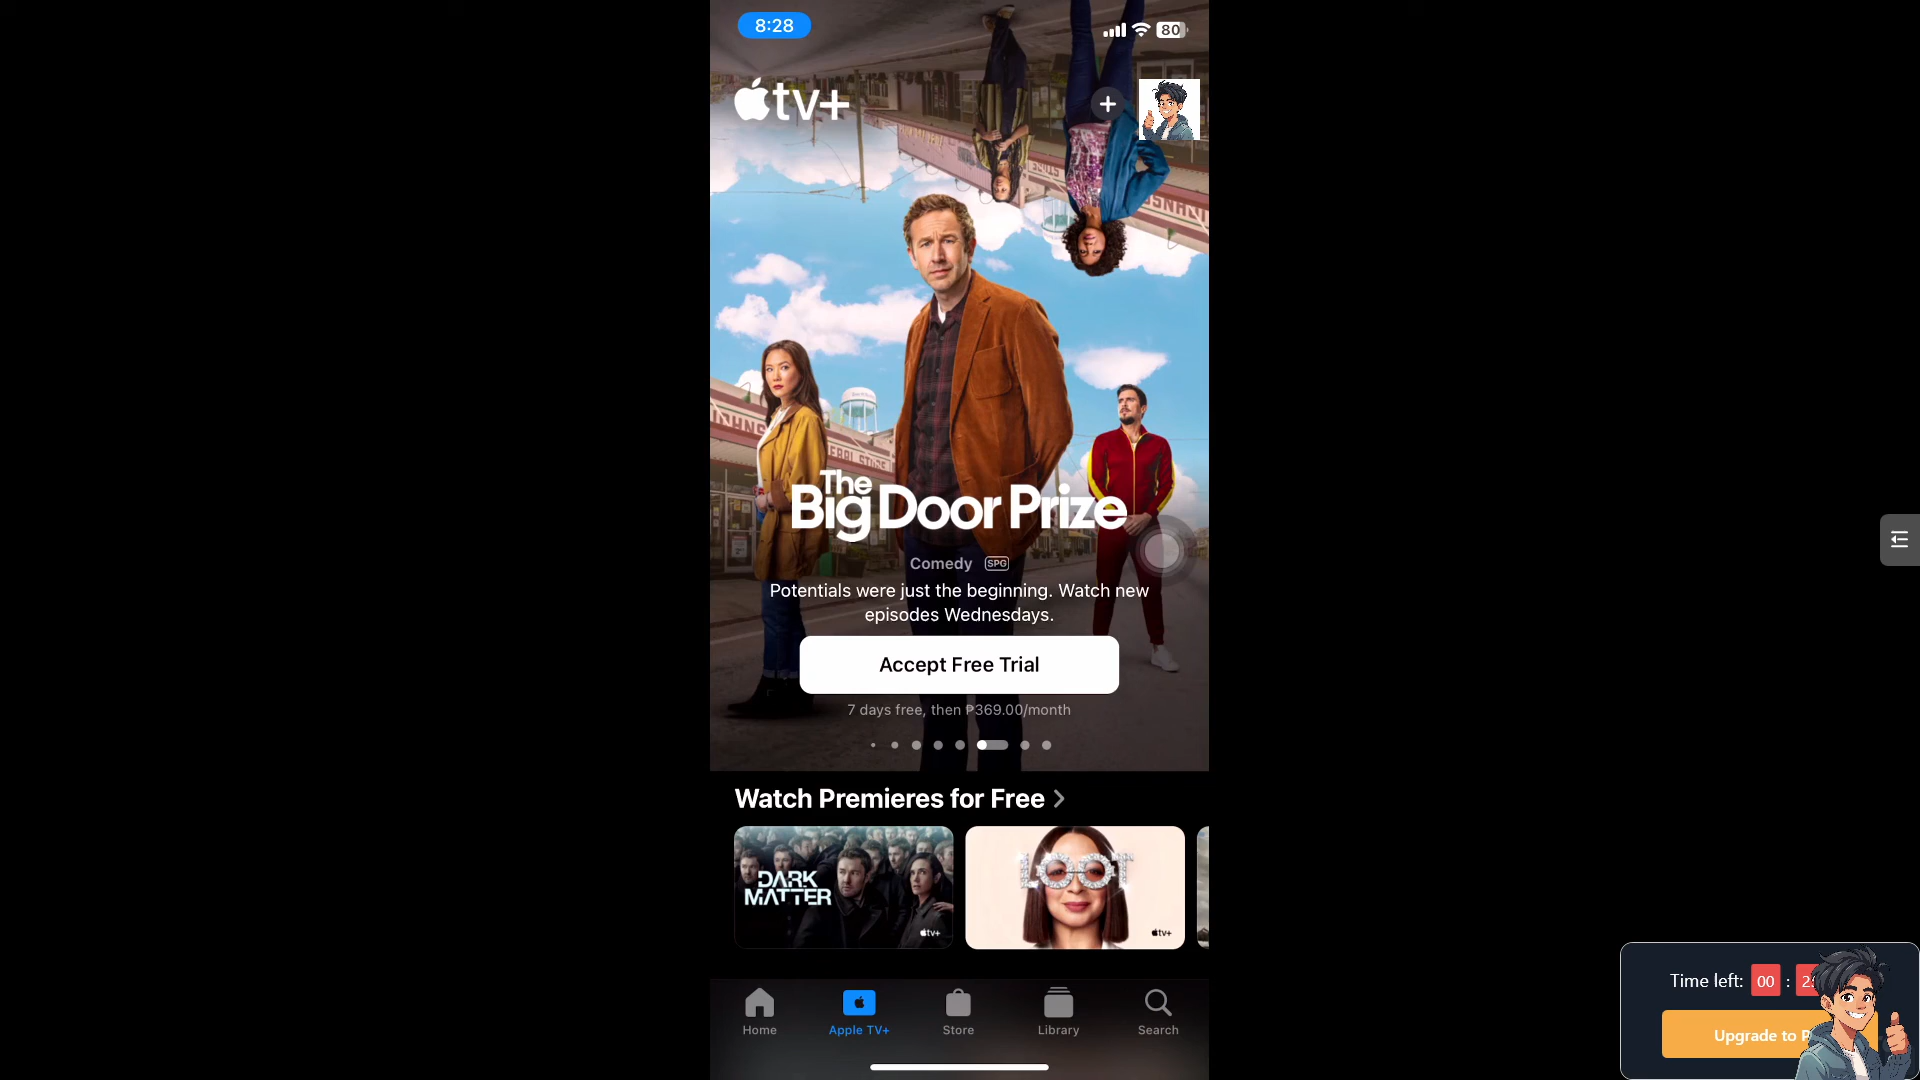 8:28
80
tv+
The
Big Door Prize
Comedy SPG
Potentials were just the beginning. Watch new
episodes Wednesdays.
Accept Free Trial
7 days free, then ₱369.00/month
Watch Premieres for Free
DARK
MATTER
tv+
LOOT
tv+
Home
Apple TV+
Store
Library
Search
Time left: 00 :
Upgrade to